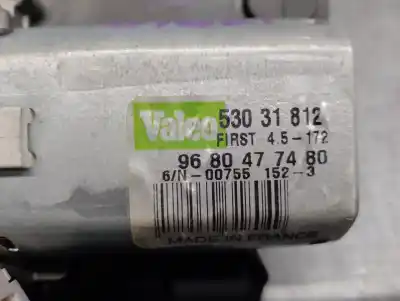 Valeo
530 31 812
FIRST 4.5-172
96 80 47 74 80
6/N-00755 152-3
MADE IN FRANCE